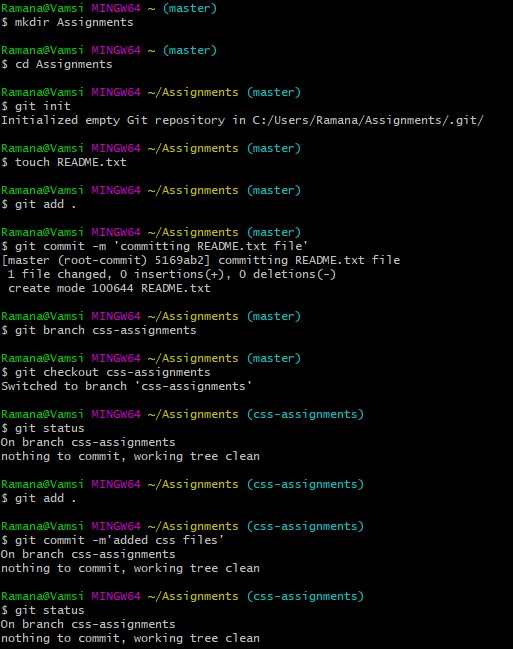 Ramana@Vamsi MINGW64 ~ (master)
$ mkdir Assignments
Ramana@Vamsi MINGW64 ~ (master)
$ cd Assignments
Ramana@Vamsi MINGW64 ~/Assignments (master)
$ git init
Initialized empty Git repository in C:/Users/Ramana/Assignments/.git/
Ramana@Vamsi MINGW64 ~/Assignments (master)
$ touch README.txt
Ramana@Vamsi MINGW64 ~/Assignments (master)
$ git add .
Ramana@Vamsi MINGW64 ~/Assignments (master)
$ git commit -m 'committing README.txt file'
[master (root-commit) 5169ab2] committing README.txt file
 1 file changed, 0 insertions(+), 0 deletions(-)
 create mode 100644 README.txt
Ramana@Vamsi MINGW64 ~/Assignments (master)
$ git branch css-assignments
Ramana@Vamsi MINGW64 ~/Assignments (master)
$ git checkout css-assignments
Switched to branch 'css-assignments'
Ramana@Vamsi MINGW64 ~/Assignments (css-assignments)
$ git status
On branch css-assignments
nothing to commit, working tree clean
Ramana@Vamsi MINGW64 ~/Assignments (css-assignments)
$ git add .
Ramana@Vamsi MINGW64 ~/Assignments (css-assignments)
$ git commit -m'added css files'
On branch css-assignments
nothing to commit, working tree clean
Ramana@Vamsi MINGW64 ~/Assignments (css-assignments)
$ git status
On branch css-assignments
nothing to commit, working tree clean